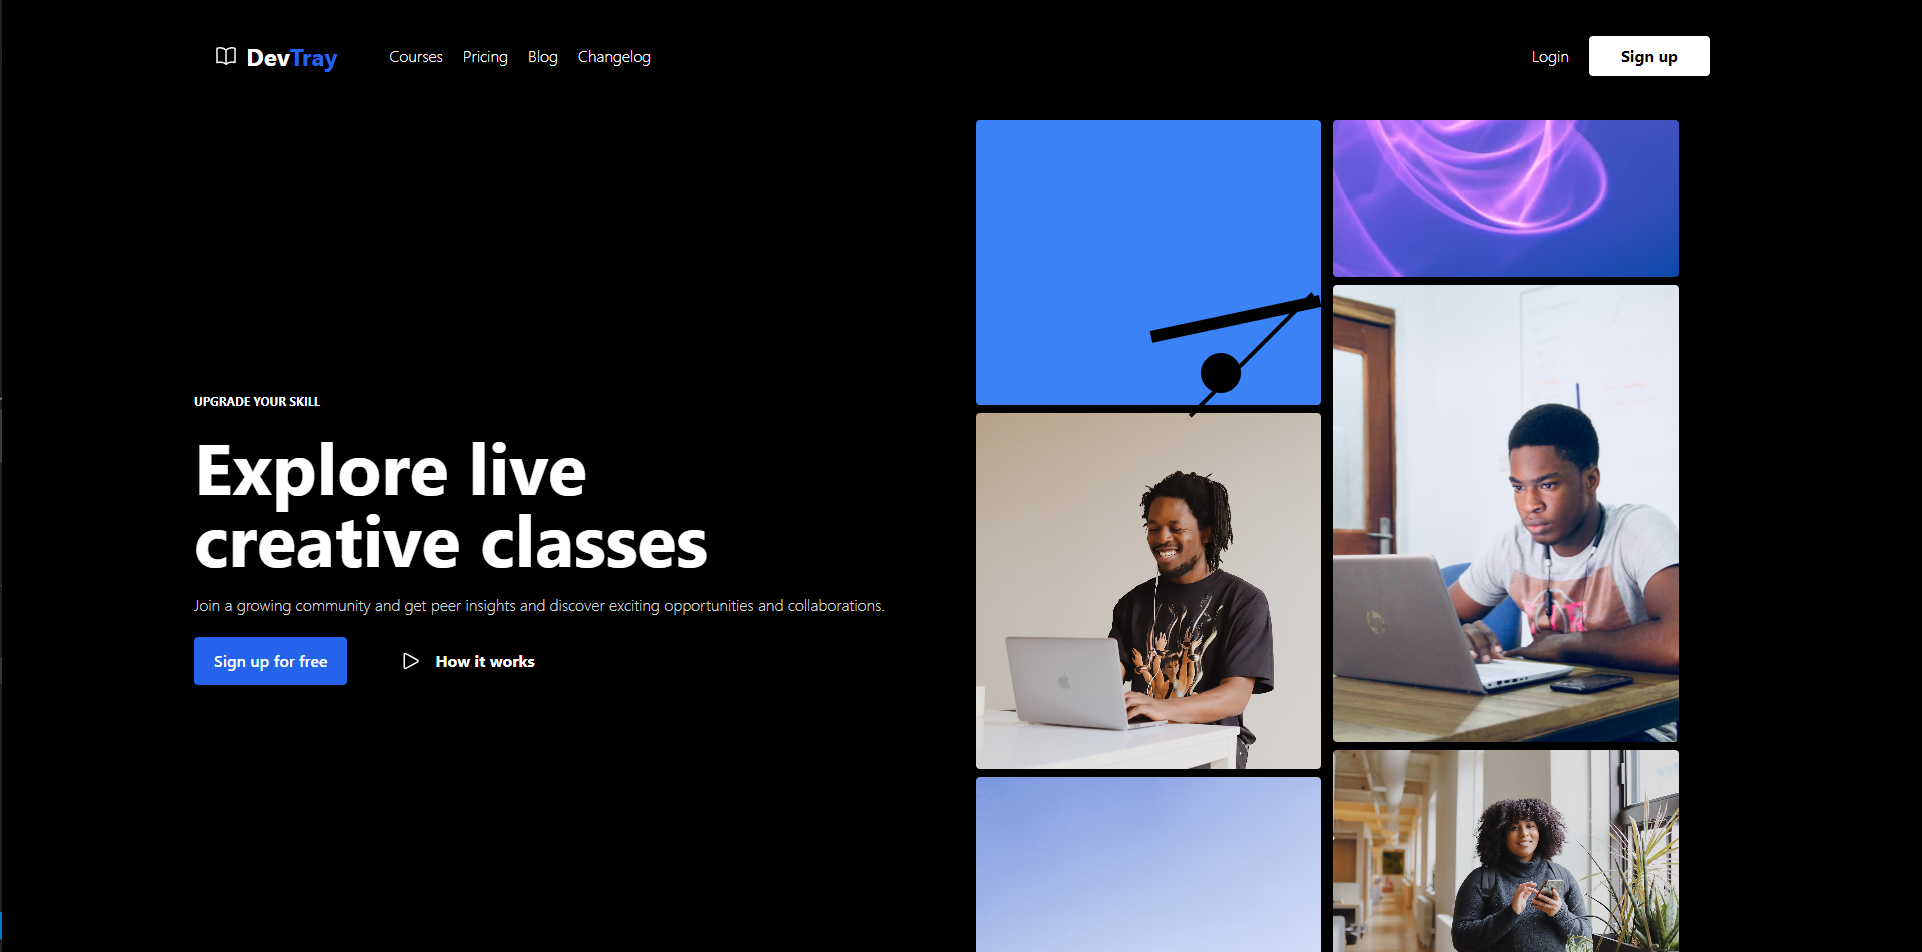 DevTray
Courses Pricing Blog Changelog
Login Sign up
UPGRADE YOUR SKILL
Explore live
creative classes
Join a growing community and get peer insights and discover exciting opportunities and collaborations.
Sign up for free How it works